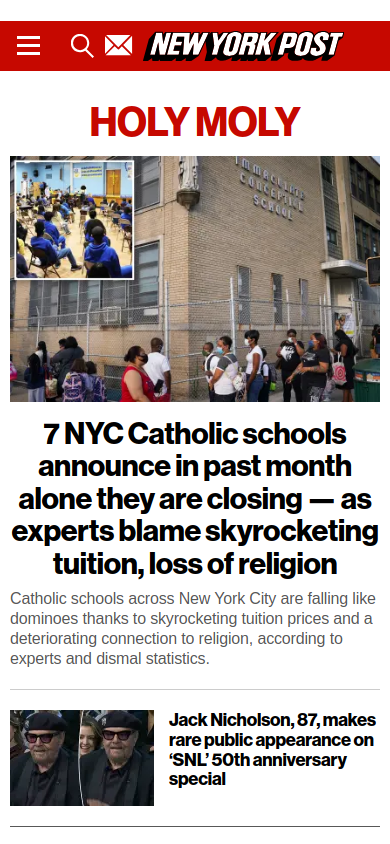 NEW YORK POST
HOLY MOLY
IMMACULATE
CONCEPTION
SCHOOL
7 NYC Catholic schools
announce in past month
alone they are closing — as
experts blame skyrocketing
tuition, loss of religion
Catholic schools across New York City are falling like
dominoes thanks to skyrocketing tuition prices and a
deteriorating connection to religion, according to
experts and dismal statistics.
Jack Nicholson, 87, makes
rare public appearance on
‘SNL’ 50th anniversary
special